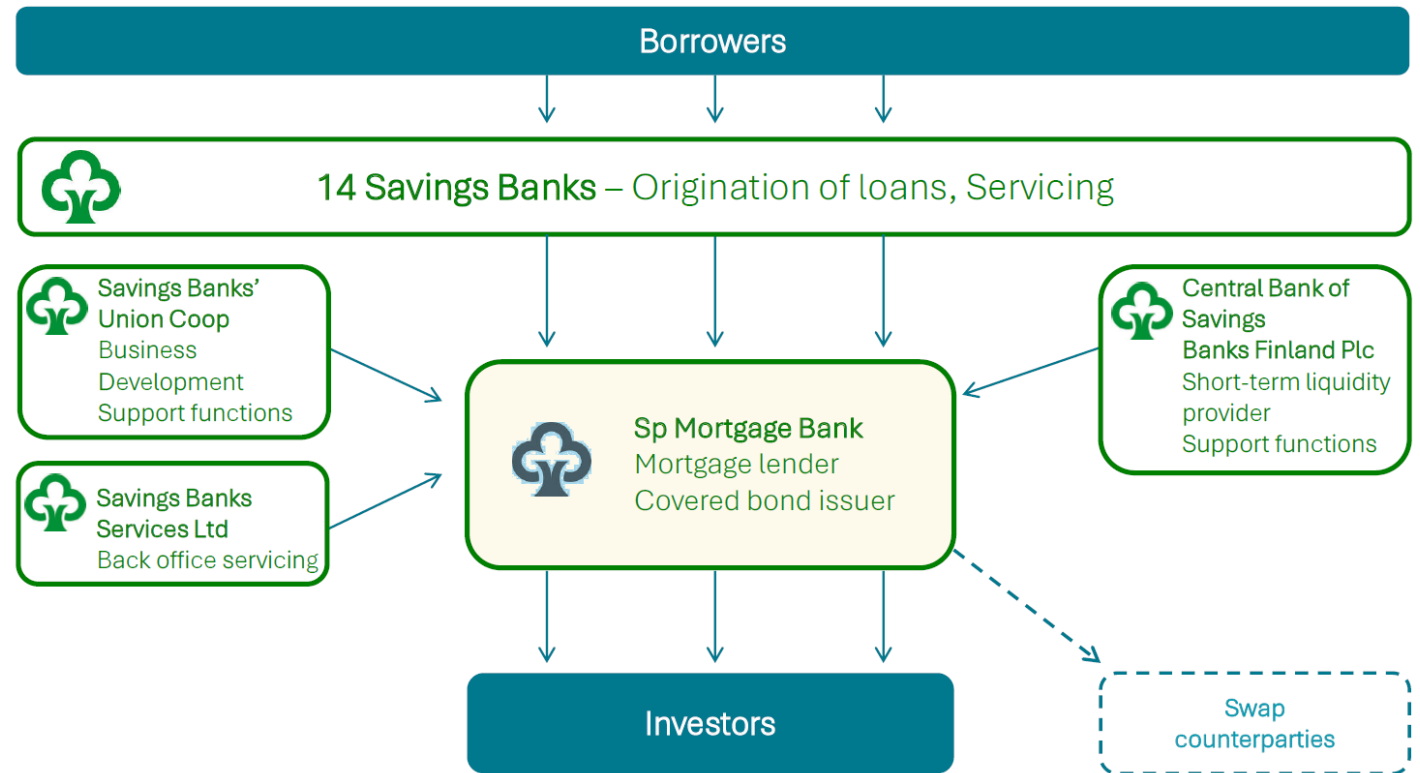 Borrowers
14 Savings Banks – Origination of loans, Servicing
Savings Banks’
Union Coop
Business
Development
Support functions
Central Bank of
Savings
Banks Finland Plc
Short-term liquidity
provider
Support functions
Sp Mortgage Bank
Mortgage lender
Covered bond issuer
Savings Banks
Services Ltd
Back office servicing
Investors
Swap
counterparties